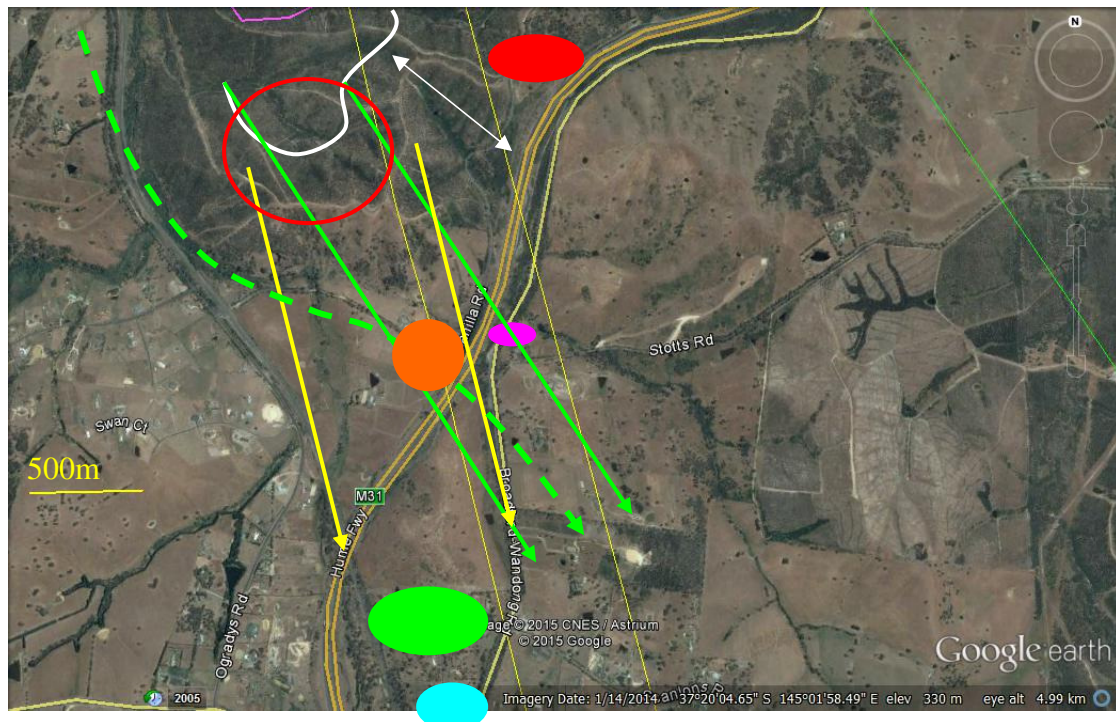 N
Stotts Rd
Swan Ct
500m
M31
Hume Fwy
Ogradys Rd
© 2015 CNES / Astrium
© 2015 Google
Google earth
2005
Imagery Date: 1/14/2014 37°20'04.65" S 145°01'58.49" E elev 330 m eye alt 4.99 km